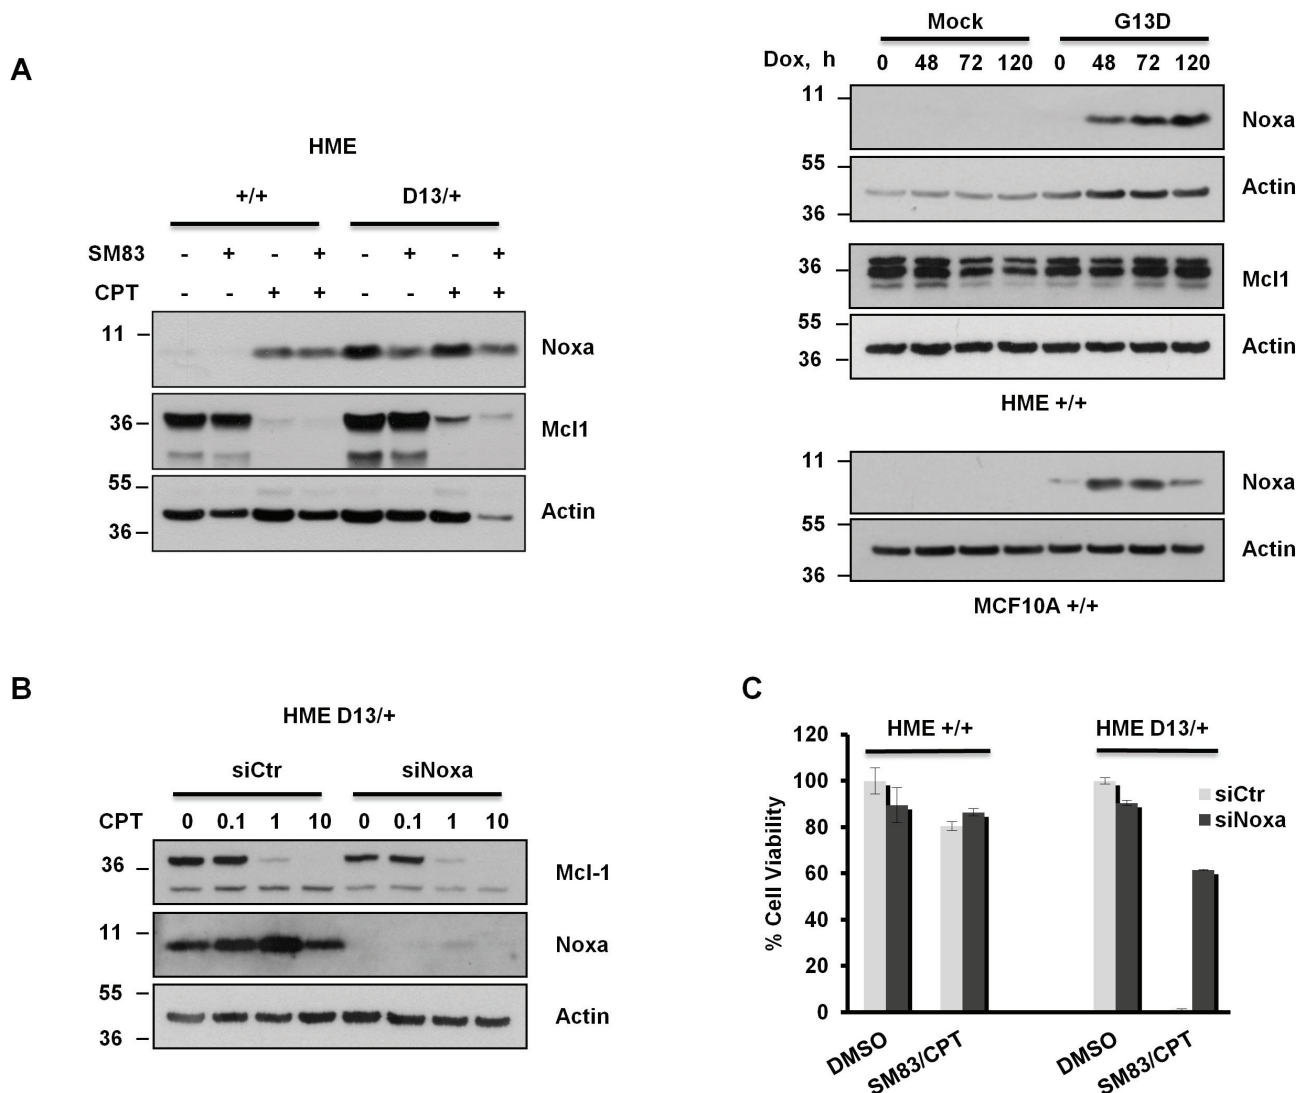 A
HME
+/+ D13/+
SM83 - + - + - + - +
CPT - - + + - - + +
11 Noxa
36 Mcl1
55
36 Actin
Mock G13D
Dox, h 0 48 72 120 0 48 72 120
11 Noxa
55
36 Actin
36 Mcl1
55
36 Actin
HME +/+
11 Noxa
55
36 Actin
MCF10A +/+
B
HME D13/+
siCtr siNoxa
CPT 0 0.1 1 10 0 0.1 1 10
36 Mcl-1
11 Noxa
55
36 Actin
C
HME +/+ HME D13/+
% Cell Viability
120
100
80
60
40
20
0
siCtr
siNoxa
DMSO SM83/CPT DMSO SM83/CPT